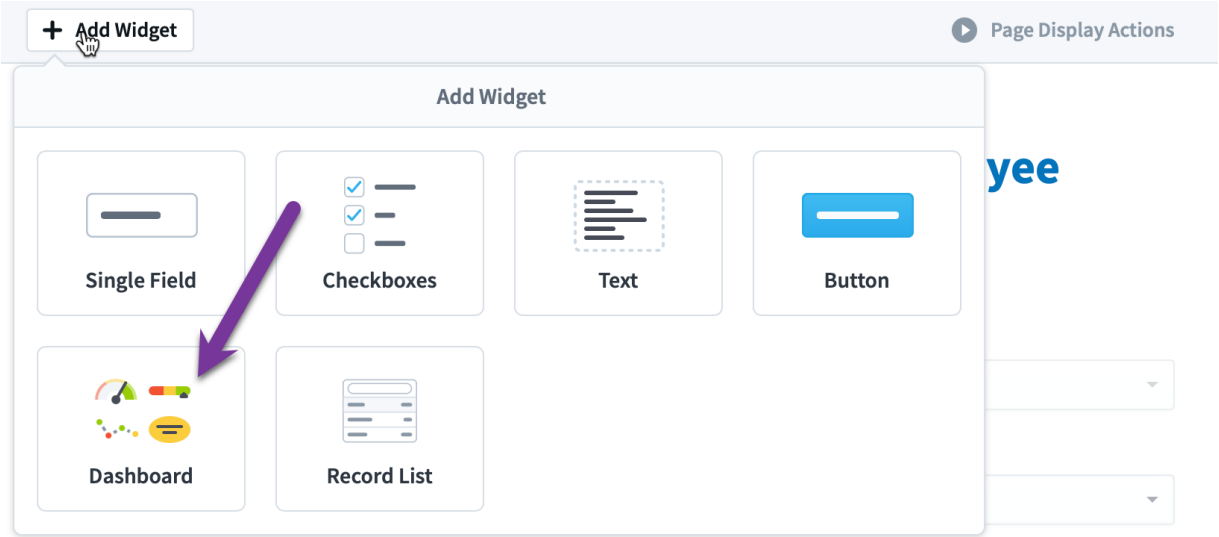 Add Widget
Page Display Actions
Add Widget
yee
Single Field
Checkboxes
Text
Button
Dashboard
Record List